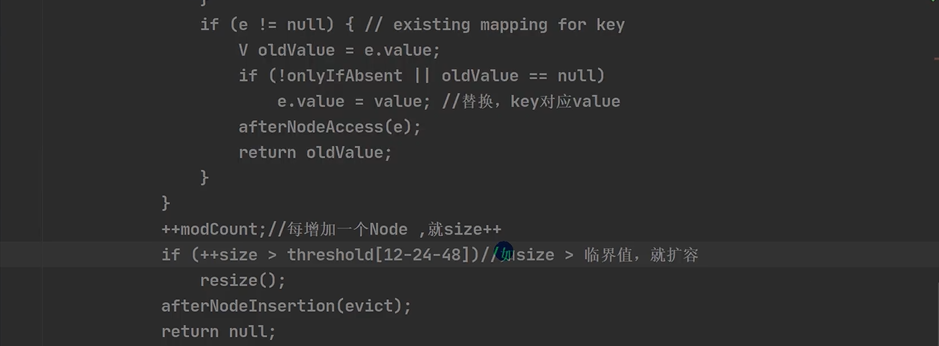 }
if (e != null) { // existing mapping for key
V oldValue = e.value;
if (!onlyIfAbsent || oldValue == null)
e.value = value; //替换，key对应value
afterNodeAccess(e);
return oldValue;
}
}
++modCount;//每增加一个Node ,就size++
if (++size > threshold[12-24-48])//如size > 临界值，就扩容
resize();
afterNodeInsertion(evict);
return null;